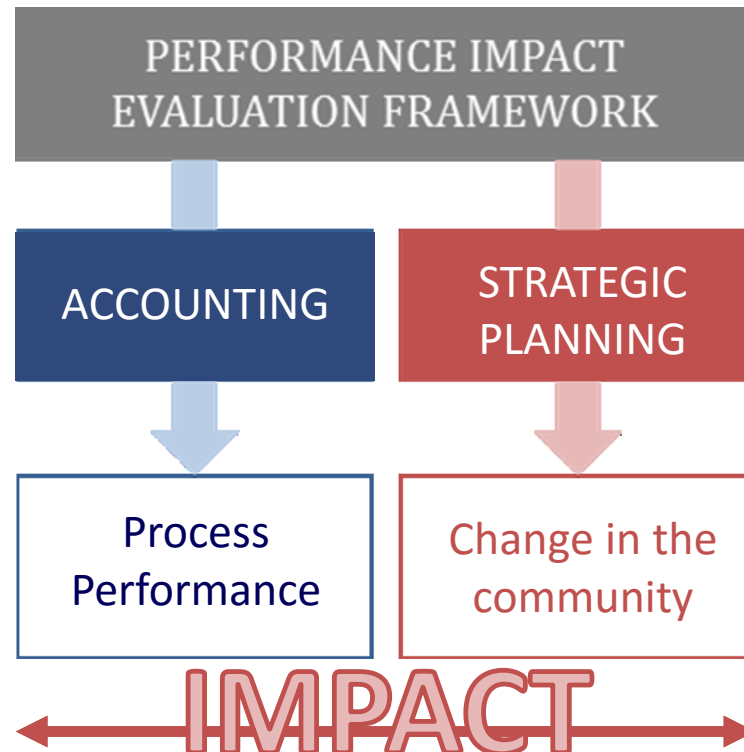 PERFORMANCE IMPACT
EVALUATION FRAMEWORK
ACCOUNTING
STRATEGIC
PLANNING
Process
Performance
Change in the
community
IMPACT